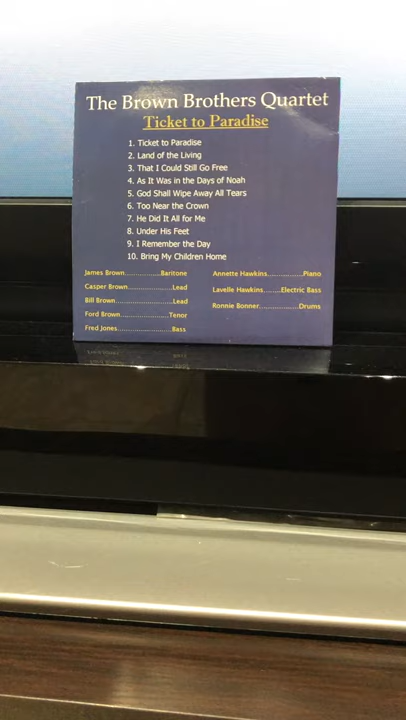 The Brown Brothers Quartet
Ticket to Paradise
1. Ticket to Paradise
2. Land of the Living
3. That I Could Still Go Free
4. As It Was in the Days of Noah
5. God Shall Wipe Away All Tears
6. Too Near the Crown
7. He Did It All for Me
8. Under His Feet
9. I Remember the Day
10. Bring My Children Home
James Brown..............Baritone
Casper Brown.......................Lead
Bill Brown......................Lead
Ford Brown.......................Tenor
Fred Jones......................Bass
Annette Hawkins...............Piano
Lavelle Hawkins.......Electric Bass
Ronnie Bonner..............Drums